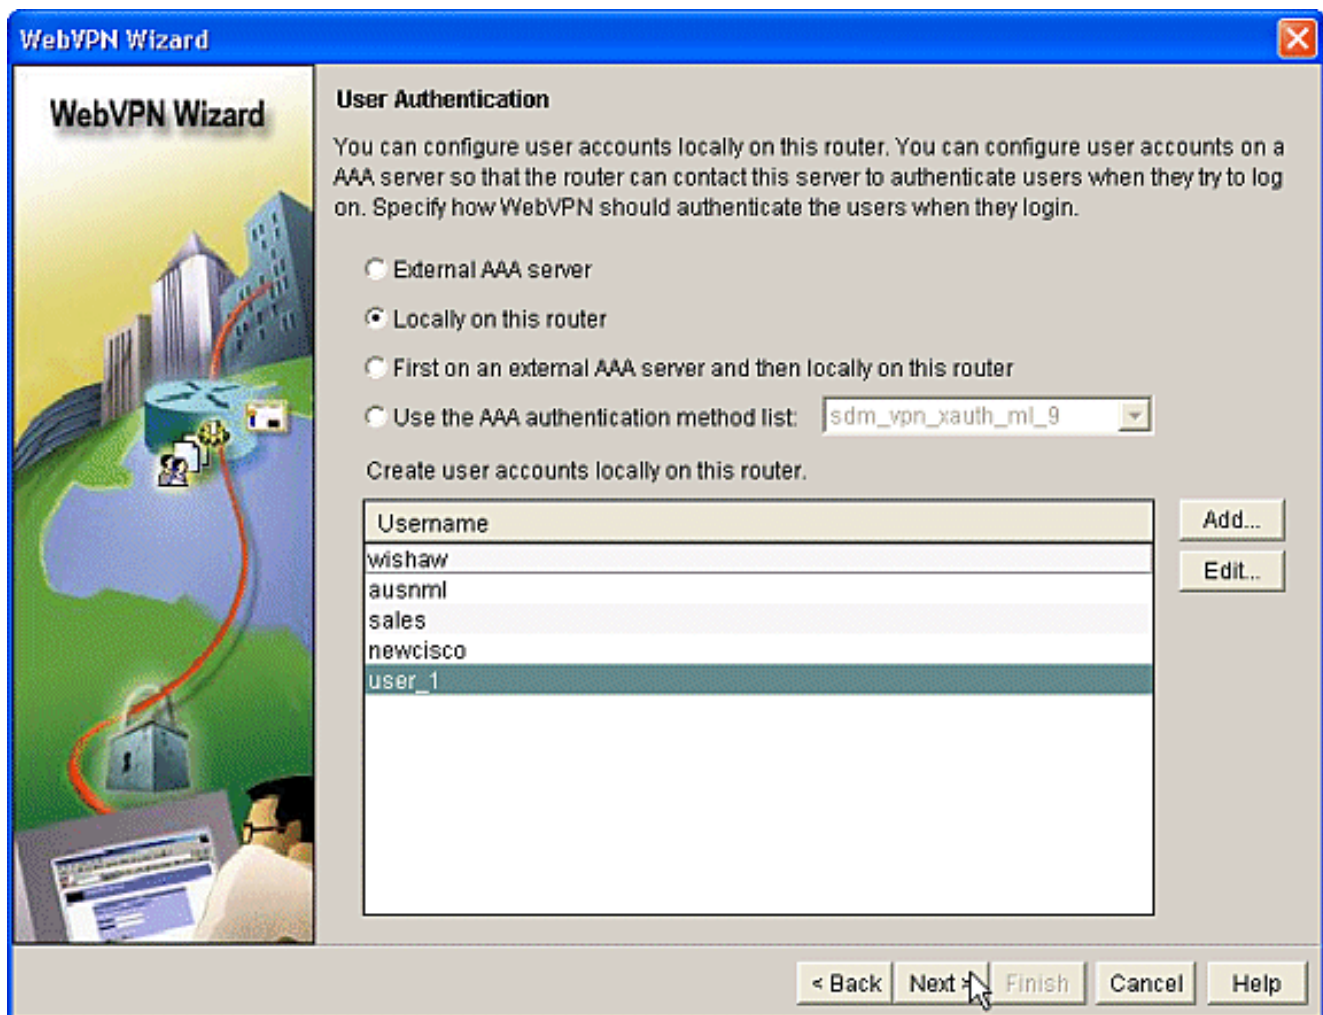 WebVPN Wizard
WebVPN Wizard
User Authentication
You can configure user accounts locally on this router. You can configure user accounts on a
AAA server so that the router can contact this server to authenticate users when they try to log
on. Specify how WebVPN should authenticate the users when they login.
External AAA server
Locally on this router
First on an external AAA server and then locally on this router
Use the AAA authentication method list: sdm_vpn_xauth_ml_9
Create user accounts locally on this router.
Username
wishaw
ausnml
sales
newcisco
user_1
Add...
Edit...
< Back Next > Finish Cancel Help